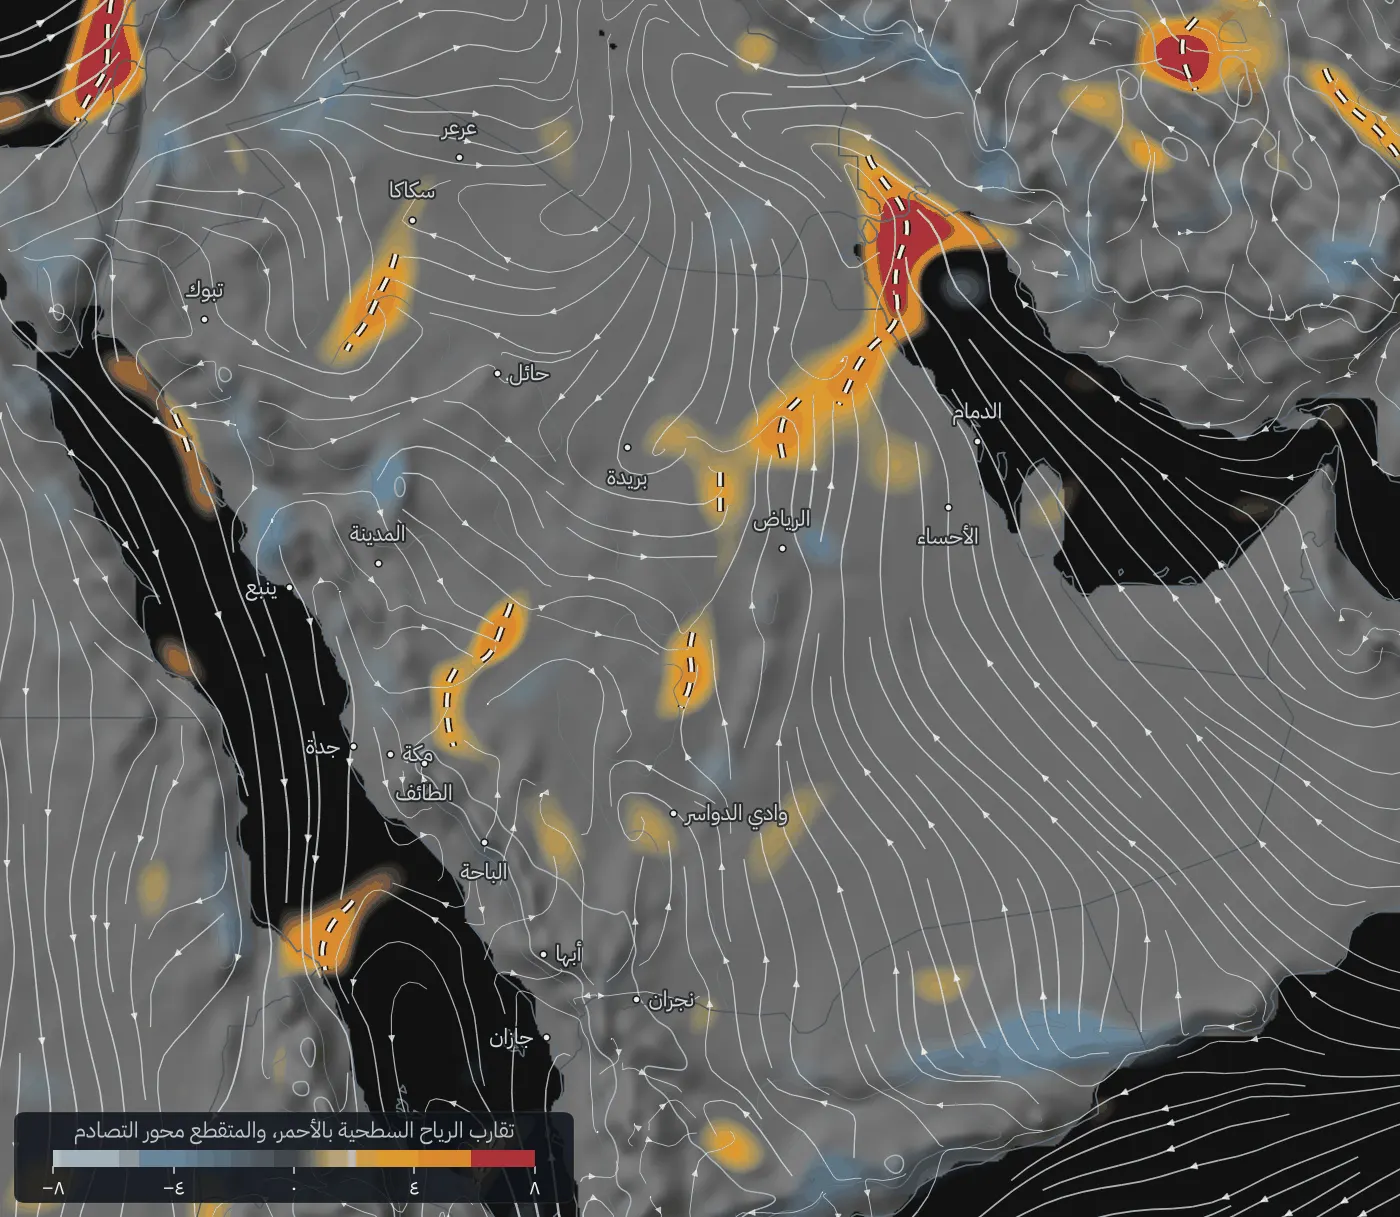 عرعر
سكاكا
تبوك
حائل
الدمام
بريدة
الرياض
الأحساء
المدينة
ينبع
جدة
مكة
الطائف
وادي الدواسر
الباحة
أبها
نجران
جازان
تقارب الرياح السطحية بالأحمر، والمتقطع محور التصادم
−٨ −٤ ٠ ٤ ٨